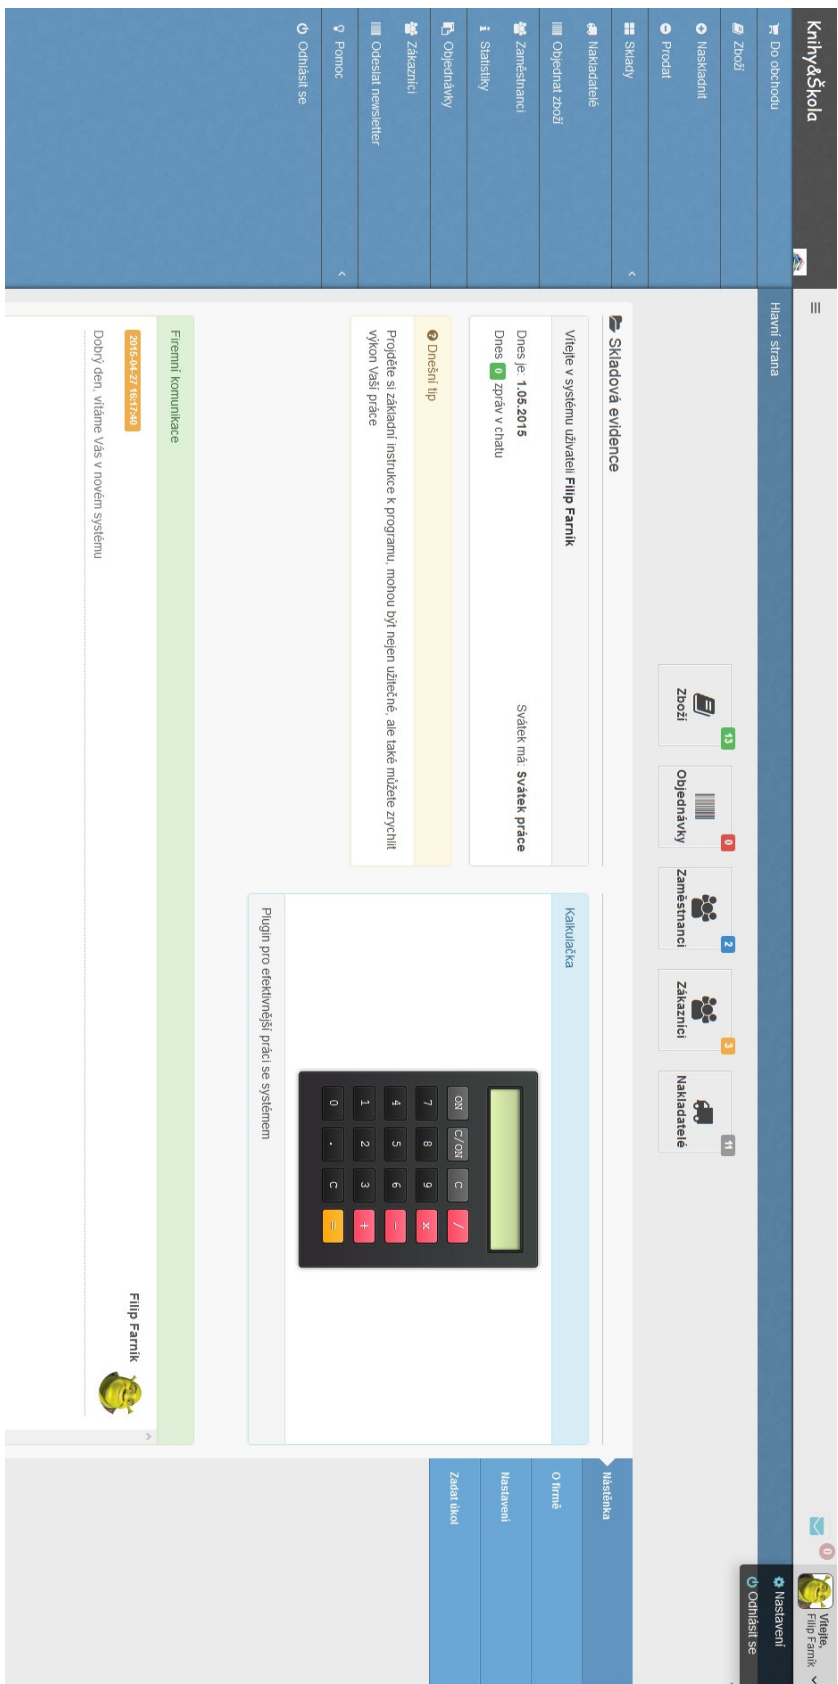 Knihy&Škola
Vítejte,
Filip Farník
0
Nastavení
Odhlásit se
Do obchodu
Zboží
Naskladnit
Prodat
Sklady
Nakladatelé
Objednat zboží
Zaměstnanci
Statistiky
Objednávky
Zákazníci
Odeslat newsletter
Pomoc
Odhlásit se
Hlavní strana
13
Zboží
0
Objednávky
2
Zaměstnanci
3
Zákazníci
11
Nakladatelé
Skladová evidence
Vítejte v systému uživateli Filip Farník
Dnes je: 1.05.2015
Svátek má: Svátek práce
Dnes 0 zpráv v chatu
Dnešní tip
Projděte si základní instrukce k programu, mohou být nejen užitečné, ale také můžete zrychlit
výkon Vaší práce
Kalkulačka
ON C/ON C /
7 8 9 x
4 5 6 -
1 2 3 +
0 . C =
Plugin pro efektivnější práci se systémem
Firemní komunikace
2015-04-27 16:17:40
Filip Farník
Dobrý den, vítáme Vás v novém systému
Nástěnka
O firmě
Nastavení
Zadat úkol